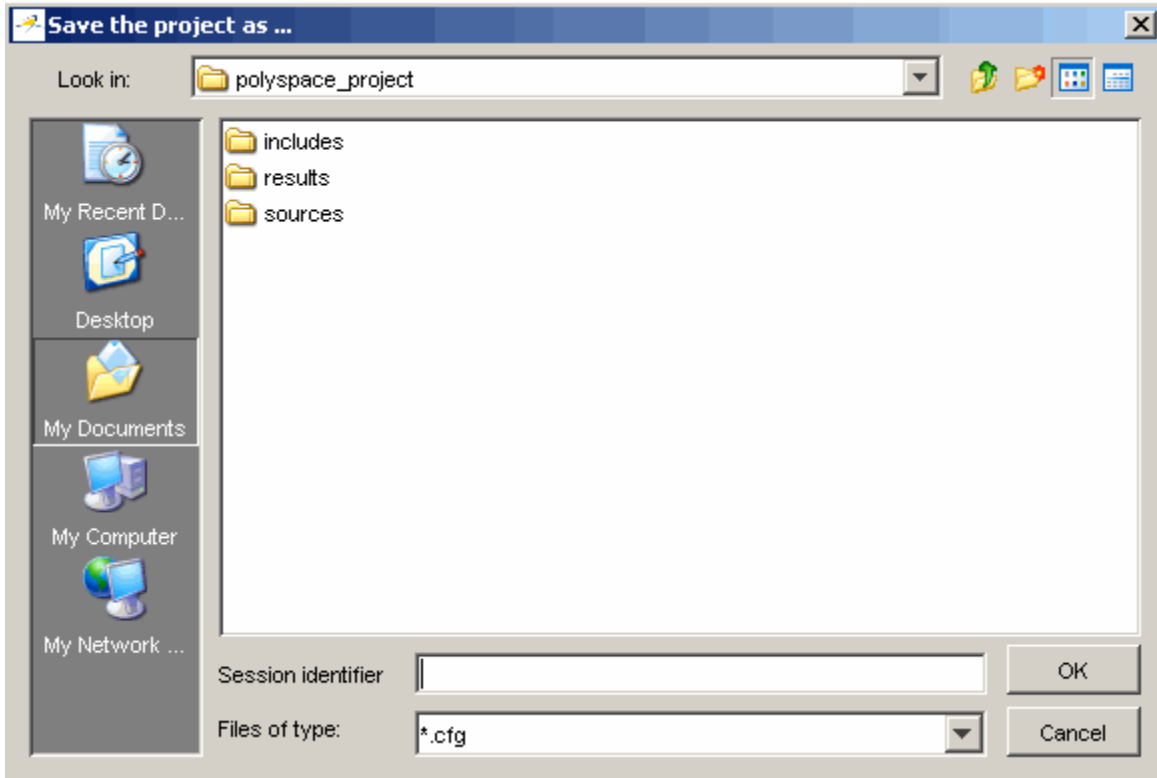 Save the project as ...
Look in:
polyspace_project
includes
results
sources
My Recent D...
Desktop
My Documents
My Computer
My Network ...
Session identifier
OK
Files of type:
*.cfg
Cancel